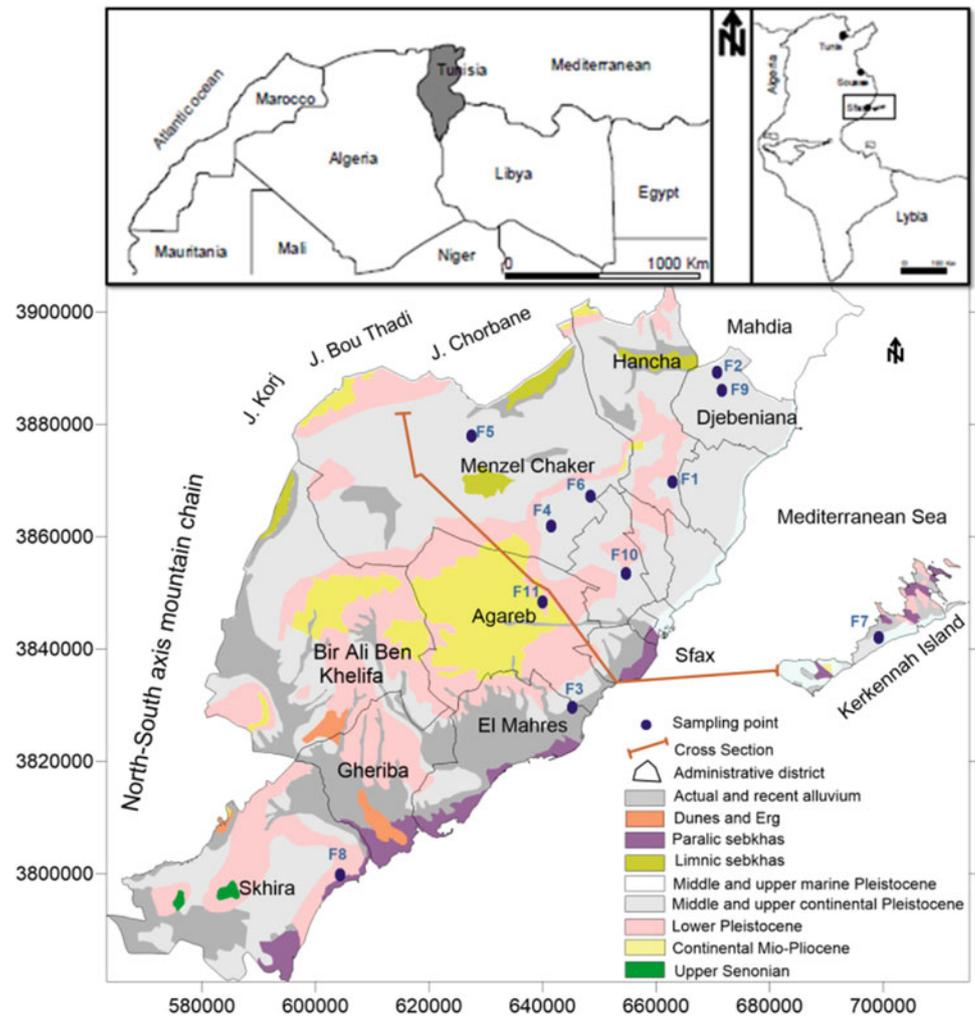 Atlantic ocean
Marocco
Algeria
Tunisia
Mediterranean
Libya
Egypt
Mauritania
Mali
Niger
0
1000 Km
N
Algeria
Tunis
Sousse
Sfax
Lybia
0 100 Km
3900000
3880000
3860000
3840000
3820000
3800000
J. Korj
J. Bou Thadi
J. Chorbane
Mahdia
N
Hancha
F2
F9
Djebeniana
F5
Menzel Chaker
F6
F1
F4
F10
Mediterranean Sea
North-South axis mountain chain
F11
Agareb
F7
Kerkennah Island
Bir Ali Ben
Khelifa
Sfax
F3
El Mahres
Gheriba
F8
Skhira
Sampling point
Cross Section
Administrative district
Actual and recent alluvium
Dunes and Erg
Paralic sebkhas
Limnic sebkhas
Middle and upper marine Pleistocene
Middle and upper continental Pleistocene
Lower Pleistocene
Continental Mio-Pliocene
Upper Senonian
580000 600000 620000 640000 660000 680000 700000